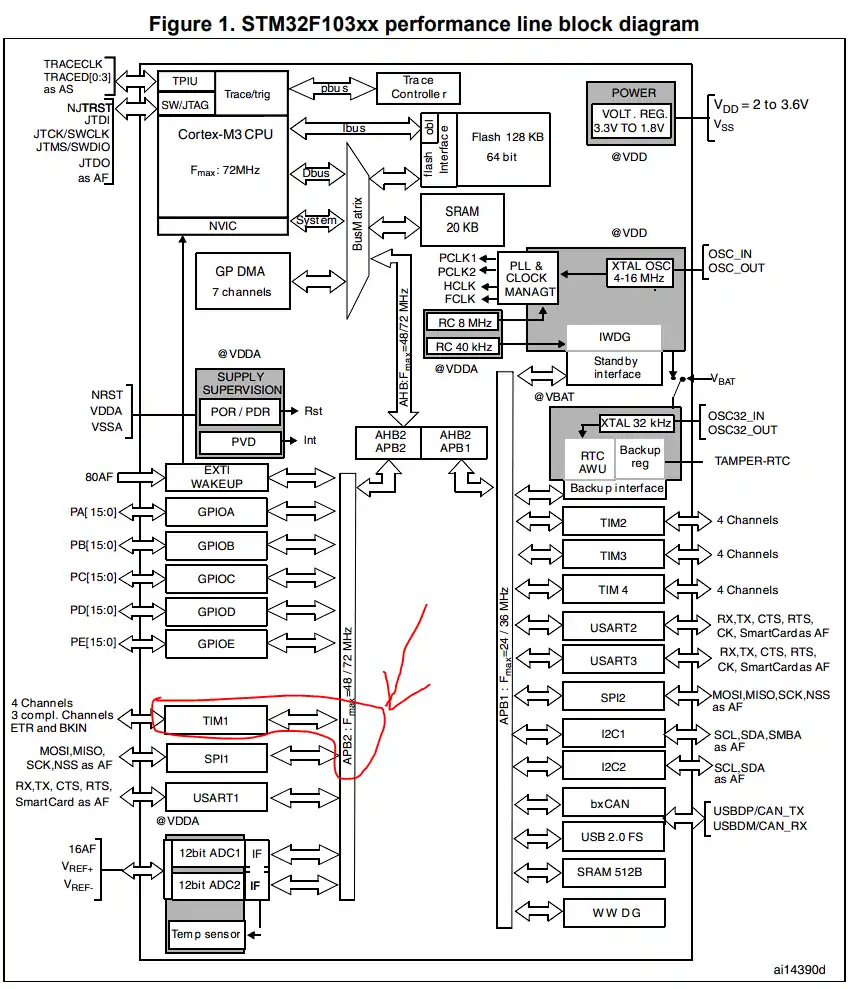 Figure 1. STM32F103xx performance line block diagram
TRACECLK
TRACED[0:3]
as AS
NJTRST
JTDI
JTCK/SWCLK
JTMS/SWDIO
JTDO
as AF
TPIU
SW/JTAG
Trace/trig
Cortex-M3 CPU
Fmax : 72MHz
NVIC
pbus
Trace
Controller
Ibus
Dbus
System
BusMatrix
obl
flash
Interface
Flash 128 KB
64 bit
SRAM
20 KB
POWER
VOLT. REG.
3.3V TO 1.8V
@VDD
VDD = 2 to 3.6V
VSS
GP DMA
7 channels
AHB:Fmax=48/72 MHz
@VDD
PCLK1
PCLK2
HCLK
FCLK
PLL &
CLOCK
MANAGT
XTAL OSC
4-16 MHz
OSC_IN
OSC_OUT
RC 8 MHz
RC 40 kHz
@VDDA
IWDG
Standby
interface
VBAT
@VBAT
@VDDA
SUPPLY
SUPERVISION
POR / PDR
PVD
Rst
Int
NRST
VDDA
VSSA
AHB2
APB2
AHB2
APB1
XTAL 32 kHz
OSC32_IN
OSC32_OUT
RTC
AWU
Backup
reg
TAMPER-RTC
Backup interface
80AF
EXTI
WAKEUP
PA[ 15:0]
GPIOA
PB[15:0]
GPIOB
PC[15:0]
GPIOC
PD[15:0]
GPIOD
PE[15:0]
GPIOE
4 Channels
3 compl. Channels
ETR and BKIN
TIM1
MOSI,MISO,
SCK,NSS as AF
SPI1
RX,TX, CTS, RTS,
SmartCard as AF
USART1
@VDDA
16AF
VREF+
VREF-
12bit ADC1
IF
12bit ADC2
IF
Temp sensor
APB2 : Fmax=48 / 72 MHz
APB1 : Fmax=24 / 36 MHz
TIM2
4 Channels
TIM3
4 Channels
TIM 4
4 Channels
USART2
RX,TX, CTS, RTS,
CK, SmartCard as AF
USART3
RX,TX, CTS, RTS,
CK, SmartCard as AF
SPI2
MOSI,MISO,SCK,NSS
as AF
I2C1
SCL,SDA,SMBA
as AF
I2C2
SCL,SDA
as AF
bxCAN
USBDP/CAN_TX
USBDM/CAN_RX
USB 2.0 FS
SRAM 512B
WWDG
ai14390d